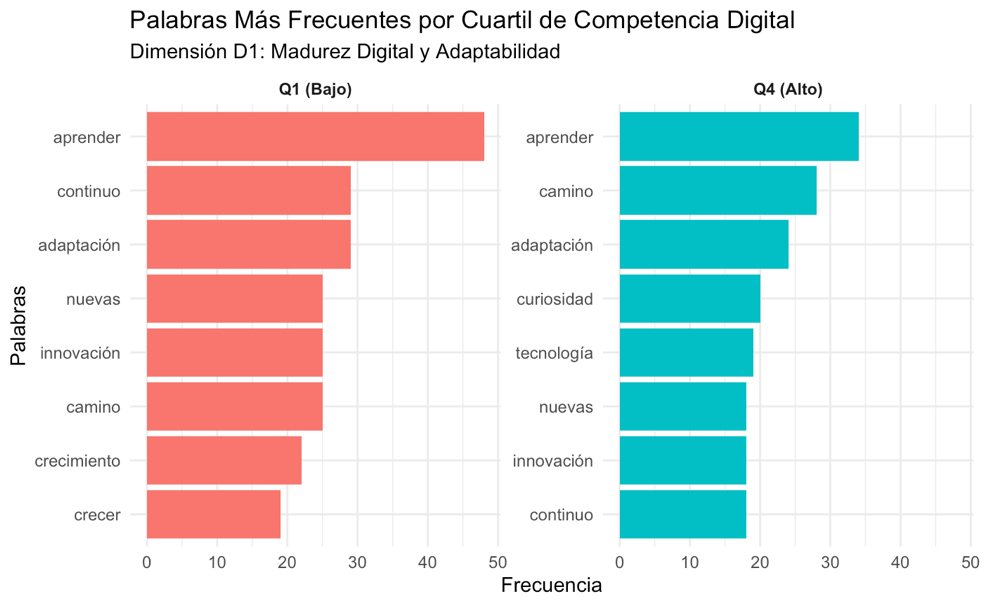 Palabras Más Frecuentes por Cuartil de Competencia Digital
Dimensión D1: Madurez Digital y Adaptabilidad
Q1 (Bajo)
Q4 (Alto)
Palabras
aprender
continuo
adaptación
nuevas
innovación
camino
crecimiento
crecer
0 10 20 30 40 50
aprender
camino
adaptación
curiosidad
tecnología
nuevas
innovación
continuo
0 10 20 30 40 50
Frecuencia